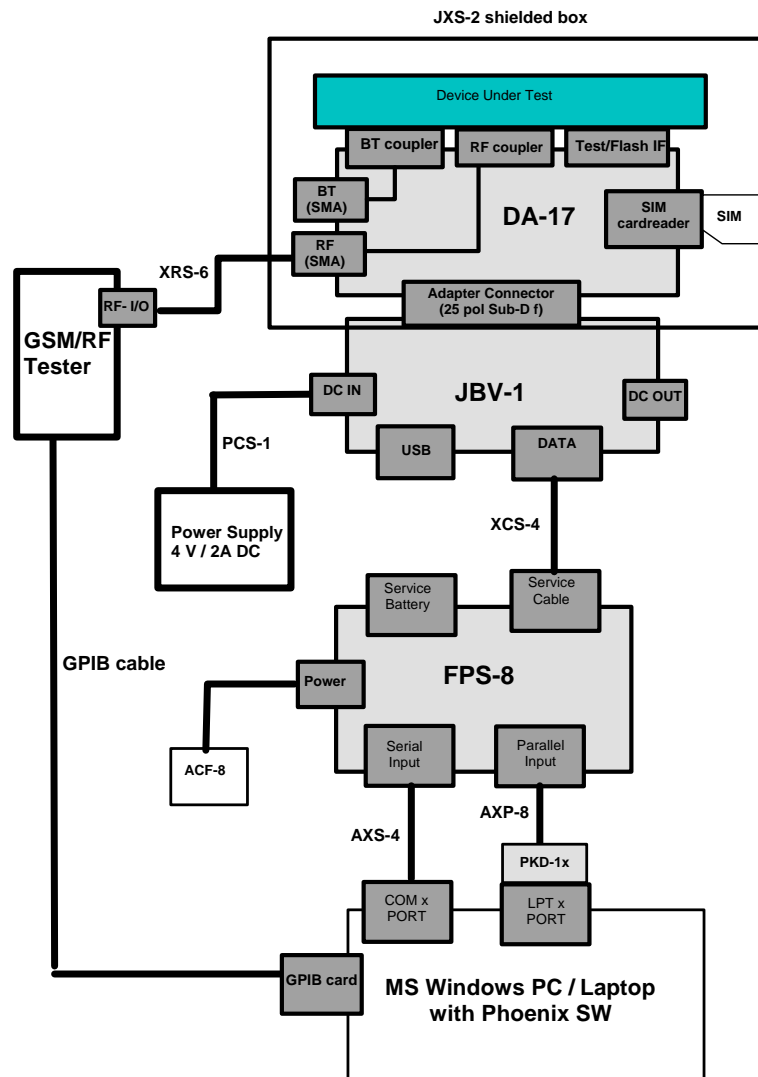 JXS-2 shielded box
Device Under Test
BT coupler
RF coupler
Test/Flash IF
BT
(SMA)
DA-17
SIM
cardreader
SIM
RF
(SMA)
XRS-6
RF- I/O
Adapter Connector
(25 pol Sub-D f)
GSM/RF
Tester
DC IN
JBV-1
DC OUT
PCS-1
USB
DATA
XCS-4
Power Supply
4 V / 2A DC
Service
Battery
Service
Cable
GPIB cable
Power
FPS-8
Serial
Input
Parallel
Input
ACF-8
AXS-4
AXP-8
PKD-1x
COM x
PORT
LPT x
PORT
GPIB card
MS Windows PC / Laptop
with Phoenix SW